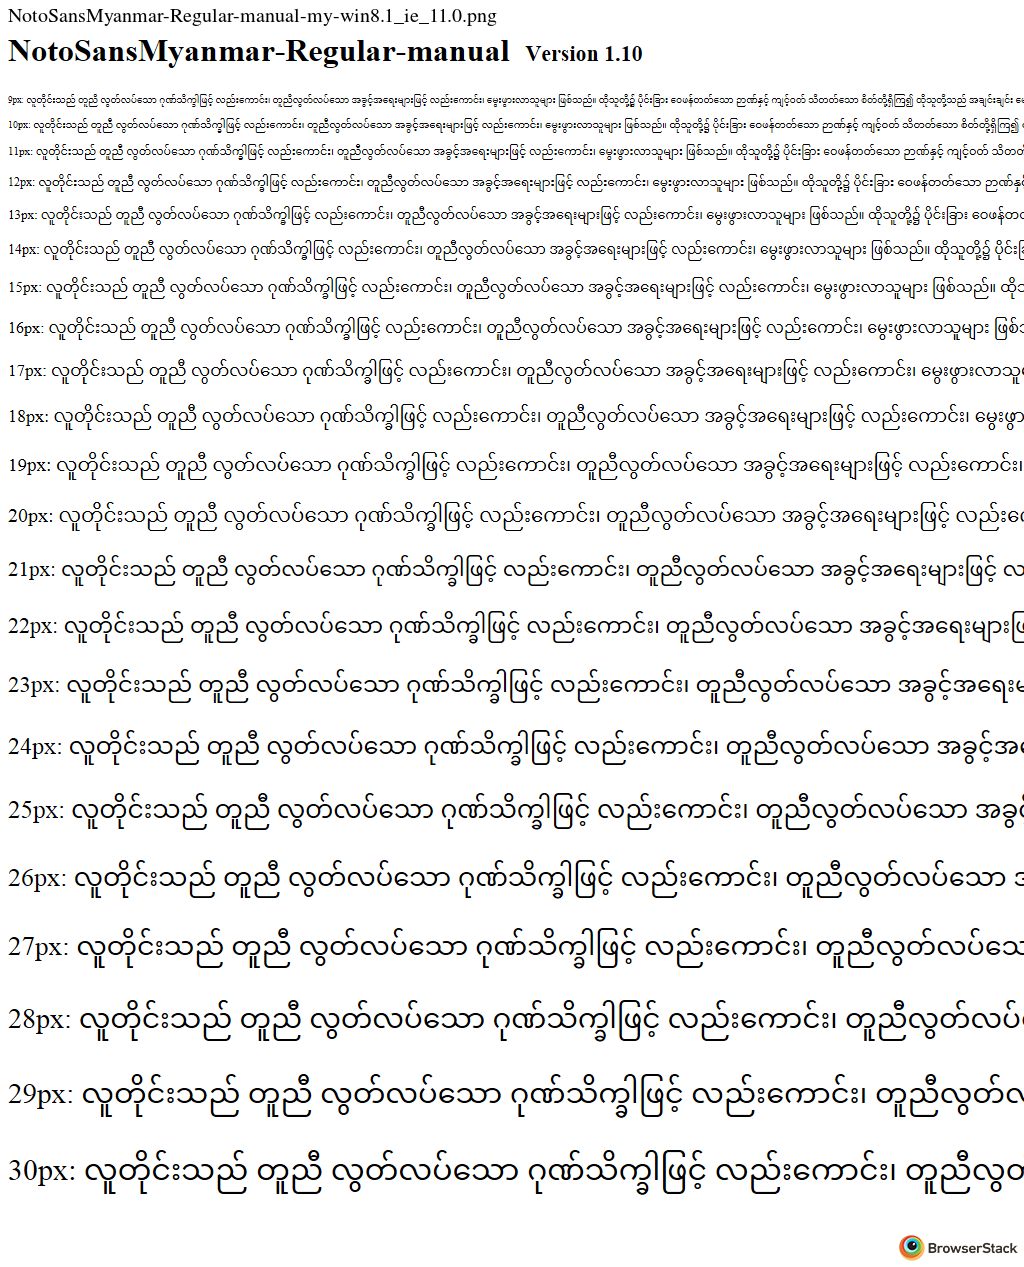 NotoSansMyanmar-Regular-manual-my-win8.1_ie_11.0.png
NotoSansMyanmar-Regular-manual Version 1.10
9px: လူတိုင်းသည် တူညီ လွတ်လပ်သော ဂုဏ်သိက္ခါဖြင့် လည်းကောင်း၊ တူညီလွတ်လပ်သော အခွင့်အရေးများဖြင့် လည်းကောင်း၊ မွေးဖွားလာသူများ ဖြစ်သည်။ ထိုသူတို့၌ ပိုင်းခြား ဝေဖန်တတ်သော ဉာဏ်နှင့် ကျင့်ဝတ် သိတတ်သော စိတ်တို့ရှိကြ၍ ထိုသူတို့သည် အချင်းချင်း
10px: လူတိုင်းသည် တူညီ လွတ်လပ်သော ဂုဏ်သိက္ခါဖြင့် လည်းကောင်း၊ တူညီလွတ်လပ်သော အခွင့်အရေးများဖြင့် လည်းကောင်း၊ မွေးဖွားလာသူများ ဖြစ်သည်။ ထိုသူတို့၌ ပိုင်းခြား ဝေဖန်တတ်သော ဉာဏ်နှင့် ကျင့်ဝတ် သိတတ်သော စိတ်တို့ရှိကြ၍
11px: လူတိုင်းသည် တူညီ လွတ်လပ်သော ဂုဏ်သိက္ခါဖြင့် လည်းကောင်း၊ တူညီလွတ်လပ်သော အခွင့်အရေးများဖြင့် လည်းကောင်း၊ မွေးဖွားလာသူများ ဖြစ်သည်။ ထိုသူတို့၌ ပိုင်းခြား ဝေဖန်တတ်သော ဉာဏ်နှင့် ကျင့်ဝတ် သိတတ်
12px: လူတိုင်းသည် တူညီ လွတ်လပ်သော ဂုဏ်သိက္ခါဖြင့် လည်းကောင်း၊ တူညီလွတ်လပ်သော အခွင့်အရေးများဖြင့် လည်းကောင်း၊ မွေးဖွားလာသူများ ဖြစ်သည်။ ထိုသူတို့၌ ပိုင်းခြား ဝေဖန်တတ်သော ဉာဏ်နှင့်
13px: လူတိုင်းသည် တူညီ လွတ်လပ်သော ဂုဏ်သိက္ခါဖြင့် လည်းကောင်း၊ တူညီလွတ်လပ်သော အခွင့်အရေးများဖြင့် လည်းကောင်း၊ မွေးဖွားလာသူများ ဖြစ်သည်။ ထိုသူတို့၌ ပိုင်းခြား ဝေဖန်တ
14px: လူတိုင်းသည် တူညီ လွတ်လပ်သော ဂုဏ်သိက္ခါဖြင့် လည်းကောင်း၊ တူညီလွတ်လပ်သော အခွင့်အရေးများဖြင့် လည်းကောင်း၊ မွေးဖွားလာသူများ ဖြစ်သည်။ ထိုသူတို့၌ ပိုင်းခြ
15px: လူတိုင်းသည် တူညီ လွတ်လပ်သော ဂုဏ်သိက္ခါဖြင့် လည်းကောင်း၊ တူညီလွတ်လပ်သော အခွင့်အရေးများဖြင့် လည်းကောင်း၊ မွေးဖွားလာသူများ ဖြစ်သည်။ ထိုသ
16px: လူတိုင်းသည် တူညီ လွတ်လပ်သော ဂုဏ်သိက္ခါဖြင့် လည်းကောင်း၊ တူညီလွတ်လပ်သော အခွင့်အရေးများဖြင့် လည်းကောင်း၊ မွေးဖွားလာသူများ ဖြစ်သ
17px: လူတိုင်းသည် တူညီ လွတ်လပ်သော ဂုဏ်သိက္ခါဖြင့် လည်းကောင်း၊ တူညီလွတ်လပ်သော အခွင့်အရေးများဖြင့် လည်းကောင်း၊ မွေးဖွားလာသူမ
18px: လူတိုင်းသည် တူညီ လွတ်လပ်သော ဂုဏ်သိက္ခါဖြင့် လည်းကောင်း၊ တူညီလွတ်လပ်သော အခွင့်အရေးများဖြင့် လည်းကောင်း၊ မွေးဖွာ
19px: လူတိုင်းသည် တူညီ လွတ်လပ်သော ဂုဏ်သိက္ခါဖြင့် လည်းကောင်း၊ တူညီလွတ်လပ်သော အခွင့်အရေးများဖြင့် လည်းကောင်း၊
20px: လူတိုင်းသည် တူညီ လွတ်လပ်သော ဂုဏ်သိက္ခါဖြင့် လည်းကောင်း၊ တူညီလွတ်လပ်သော အခွင့်အရေးများဖြင့် လည်းကေ
21px: လူတိုင်းသည် တူညီ လွတ်လပ်သော ဂုဏ်သိက္ခါဖြင့် လည်းကောင်း၊ တူညီလွတ်လပ်သော အခွင့်အရေးများဖြင့် လ
22px: လူတိုင်းသည် တူညီ လွတ်လပ်သော ဂုဏ်သိက္ခါဖြင့် လည်းကောင်း၊ တူညီလွတ်လပ်သော အခွင့်အရေးများဖြ
23px: လူတိုင်းသည် တူညီ လွတ်လပ်သော ဂုဏ်သိက္ခါဖြင့် လည်းကောင်း၊ တူညီလွတ်လပ်သော အခွင့်အရေးမ
24px: လူတိုင်းသည် တူညီ လွတ်လပ်သော ဂုဏ်သိက္ခါဖြင့် လည်းကောင်း၊ တူညီလွတ်လပ်သော အခွင့်အ
25px: လူတိုင်းသည် တူညီ လွတ်လပ်သော ဂုဏ်သိက္ခါဖြင့် လည်းကောင်း၊ တူညီလွတ်လပ်သော အခွင
26px: လူတိုင်းသည် တူညီ လွတ်လပ်သော ဂုဏ်သိက္ခါဖြင့် လည်းကောင်း၊ တူညီလွတ်လပ်သော
27px: လူတိုင်းသည် တူညီ လွတ်လပ်သော ဂုဏ်သိက္ခါဖြင့် လည်းကောင်း၊ တူညီလွတ်လပ်သေ
28px: လူတိုင်းသည် တူညီ လွတ်လပ်သော ဂုဏ်သိက္ခါဖြင့် လည်းကောင်း၊ တူညီလွတ်လပ်
29px: လူတိုင်းသည် တူညီ လွတ်လပ်သော ဂုဏ်သိက္ခါဖြင့် လည်းကောင်း၊ တူညီလွတ်လ
30px: လူတိုင်းသည် တူညီ လွတ်လပ်သော ဂုဏ်သိက္ခါဖြင့် လည်းကောင်း၊ တူညီလွတ
BrowserStack